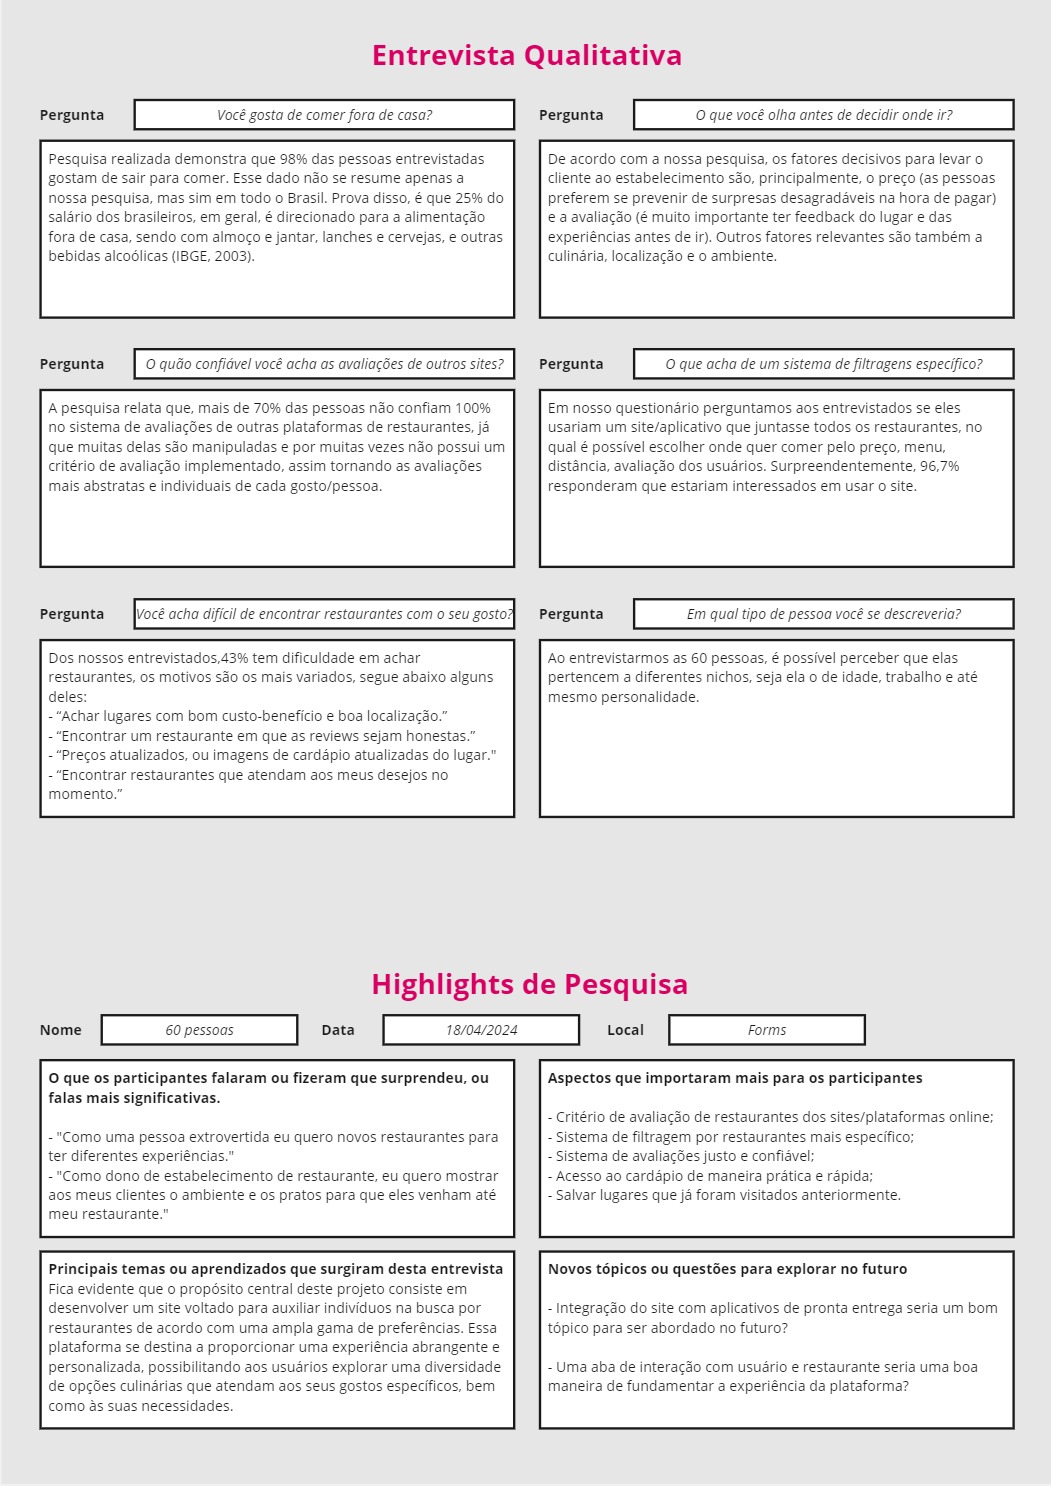 Entrevista Qualitativa
Pergunta
Você gosta de comer fora de casa?
Pesquisa realizada demonstra que 98% das pessoas entrevistadas
gostam de sair para comer. Esse dado não se resume apenas a
nossa pesquisa, mas sim em todo o Brasil. Prova disso, é que 25% do
salário dos brasileiros, em geral, é direcionado para a alimentação
fora de casa, sendo com almoço e jantar, lanches e cervejas, e outras
bebidas alcoólicas (IBGE, 2003).
Pergunta
O que você olha antes de decidir onde ir?
De acordo com a nossa pesquisa, os fatores decisivos para levar o
cliente ao estabelecimento são, principalmente, o preço (as pessoas
preferem se prevenir de surpresas desagradáveis na hora de pagar)
e a avaliação (é muito importante ter feedback do lugar e das
experiências antes de ir). Outros fatores relevantes são também a
culinária, localização e o ambiente.
Pergunta
O quão confiável você acha as avaliações de outros sites?
A pesquisa relata que, mais de 70% das pessoas não confiam 100%
no sistema de avaliações de outras plataformas de restaurantes, já
que muitas delas são manipuladas e por muitas vezes não possui um
critério de avaliação implementado, assim tornando as avaliações
mais abstratas e individuais de cada gosto/pessoa.
Pergunta
O que acha de um sistema de filtragens específico?
Em nosso questionário perguntamos aos entrevistados se eles
usariam um site/aplicativo que juntasse todos os restaurantes, no
qual é possível escolher onde quer comer pelo preço, menu,
distância, avaliação dos usuários. Surpreendentemente, 96,7%
responderam que estariam interessados em usar o site.
Pergunta
Você acha difícil de encontrar restaurantes com o seu gosto?
Dos nossos entrevistados,43% tem dificuldade em achar
restaurantes, os motivos são os mais variados, segue abaixo alguns
deles:
- “Achar lugares com bom custo-benefício e boa localização.”
- “Encontrar um restaurante em que as reviews sejam honestas.”
- “Preços atualizados, ou imagens de cardápio atualizadas do lugar."
- “Encontrar restaurantes que atendam aos meus desejos no
momento.”
Pergunta
Em qual tipo de pessoa você se descreveria?
Ao entrevistarmos as 60 pessoas, é possível perceber que elas
pertencem a diferentes nichos, seja ela o de idade, trabalho e até
mesmo personalidade.
Highlights de Pesquisa
Nome
60 pessoas
Data
18/04/2024
Local
Forms
O que os participantes falaram ou fizeram que surpreendeu, ou
falas mais significativas.
- "Como uma pessoa extrovertida eu quero novos restaurantes para
ter diferentes experiências."
- "Como dono de estabelecimento de restaurante, eu quero mostrar
aos meus clientes o ambiente e os pratos para que eles venham até
meu restaurante."
Aspectos que importaram mais para os participantes
- Critério de avaliação de restaurantes dos sites/plataformas online;
- Sistema de filtragem por restaurantes mais específico;
- Sistema de avaliações justo e confiável;
- Acesso ao cardápio de maneira prática e rápida;
- Salvar lugares que já foram visitados anteriormente.
Principais temas ou aprendizados que surgiram desta entrevista
Fica evidente que o propósito central deste projeto consiste em
desenvolver um site voltado para auxiliar indivíduos na busca por
restaurantes de acordo com uma ampla gama de preferências. Essa
plataforma se destina a proporcionar uma experiência abrangente e
personalizada, possibilitando aos usuários explorar uma diversidade
de opções culinárias que atendam aos seus gostos específicos, bem
como às suas necessidades.
Novos tópicos ou questões para explorar no futuro
- Integração do site com aplicativos de pronta entrega seria um bom
tópico para ser abordado no futuro?
- Uma aba de interação com usuário e restaurante seria uma boa
maneira de fundamentar a experiência da plataforma?